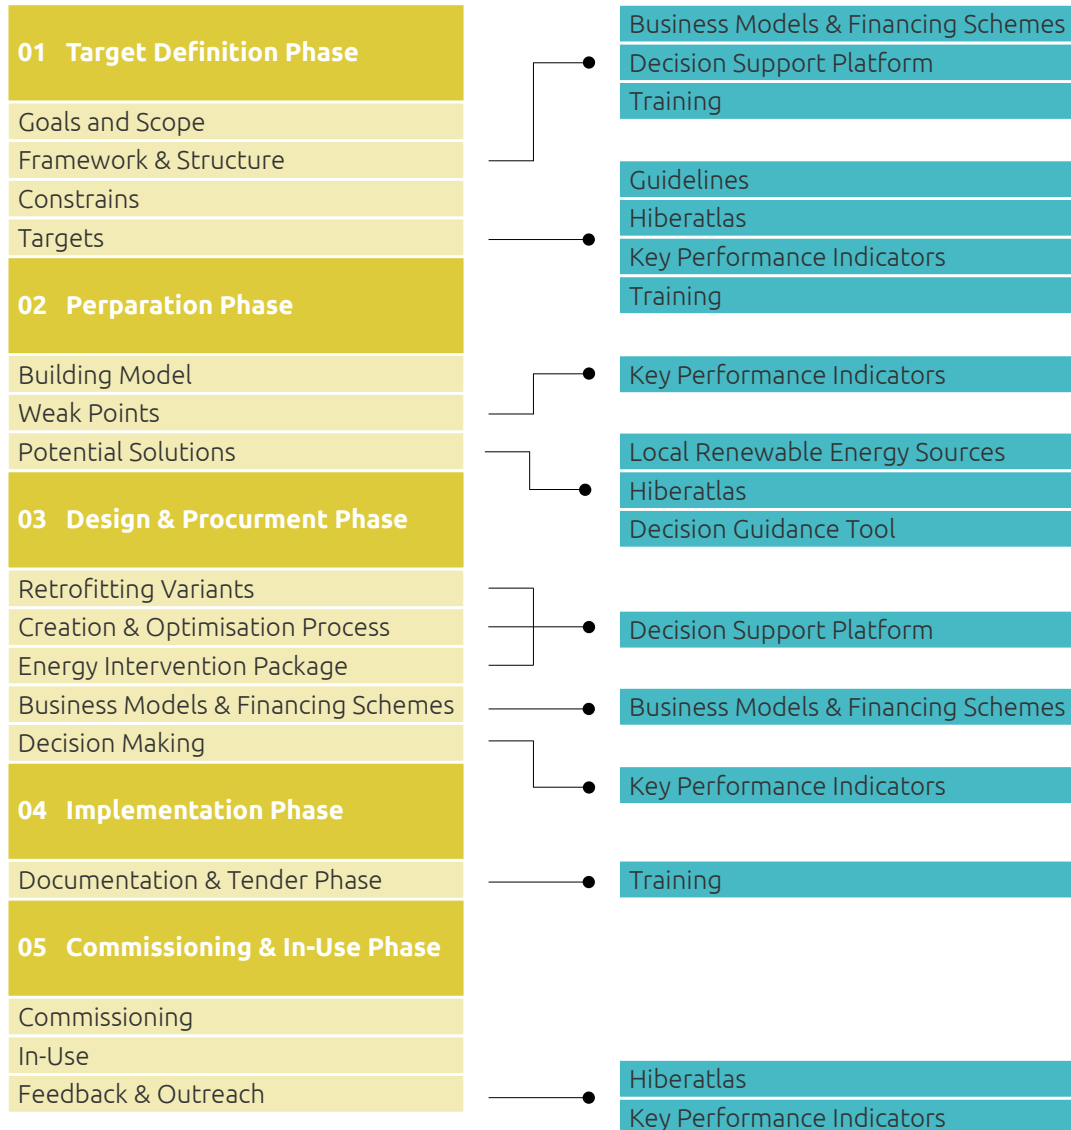 01 Target Definition Phase
Goals and Scope
Framework & Structure
Constrains
Targets
02 Perparation Phase
Building Model
Weak Points
Potential Solutions
03 Design & Procurment Phase
Retrofitting Variants
Creation & Optimisation Process
Energy Intervention Package
Business Models & Financing Schemes
Decision Making
04 Implementation Phase
Documentation & Tender Phase
05 Commissioning & In-Use Phase
Commissioning
In-Use
Feedback & Outreach
Business Models & Financing Schemes
Decision Support Platform
Training
Guidelines
Hiberatlas
Key Performance Indicators
Training
Key Performance Indicators
Local Renewable Energy Sources
Hiberatlas
Decision Guidance Tool
Decision Support Platform
Business Models & Financing Schemes
Key Performance Indicators
Training
Hiberatlas
Key Performance Indicators